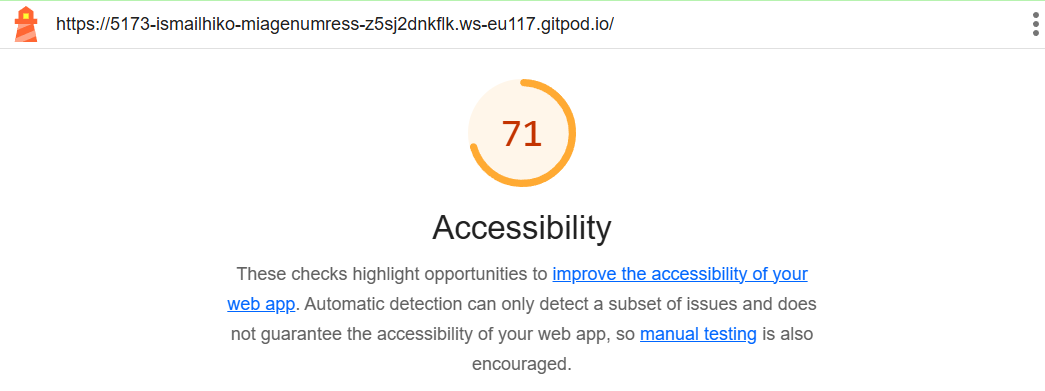 https://5173-ismailhiko-miagenumress-z5sj2dnkflk.ws-eu117.gitpod.io/
71
Accessibility
These checks highlight opportunities to improve the accessibility of your
web app. Automatic detection can only detect a subset of issues and does
not guarantee the accessibility of your web app, so manual testing is also
encouraged.